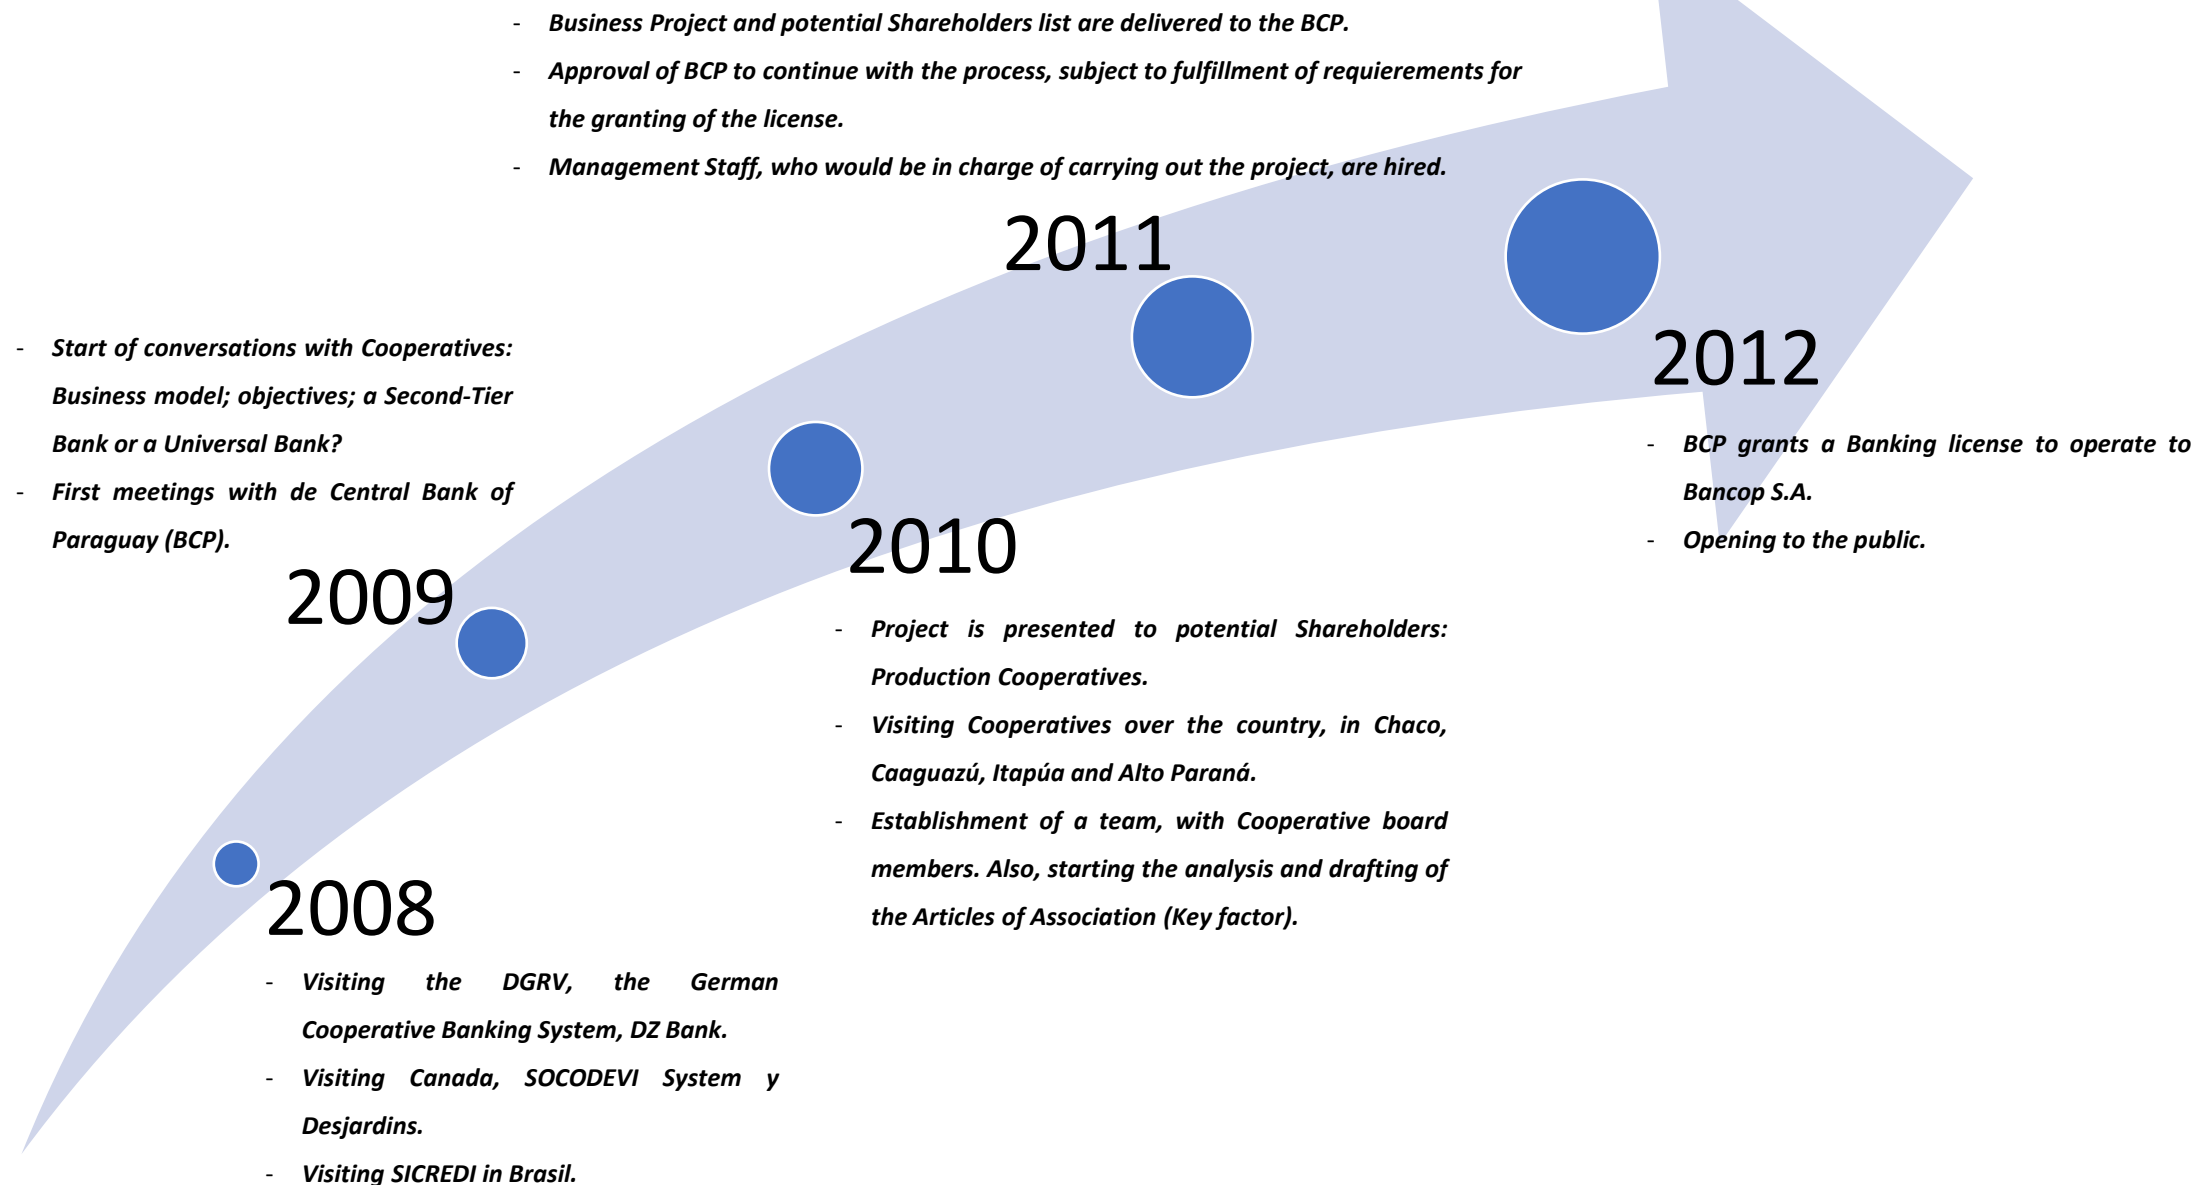 - Business Project and potential Shareholders list are delivered to the BCP.
- Approval of BCP to continue with the process, subject to fulfillment of requierements for
the granting of the license.
- Management Staff, who would be in charge of carrying out the project, are hired.
2011
- Start of conversations with Cooperatives:
Business model; objectives; a Second-Tier
Bank or a Universal Bank?
- First meetings with de Central Bank of
Paraguay (BCP).
2009
2012
- BCP grants a Banking license to operate to
Bancop S.A.
- Opening to the public.
2010
- Project is presented to potential Shareholders:
Production Cooperatives.
- Visiting Cooperatives over the country, in Chaco,
Caaguazú, Itapúa and Alto Paraná.
- Establishment of a team, with Cooperative board
members. Also, starting the analysis and drafting of
the Articles of Association (Key factor).
2008
- Visiting the DGRV, the German
Cooperative Banking System, DZ Bank.
- Visiting Canada, SOCODEVI System y
Desjardins.
- Visiting SICREDI in Brasil.